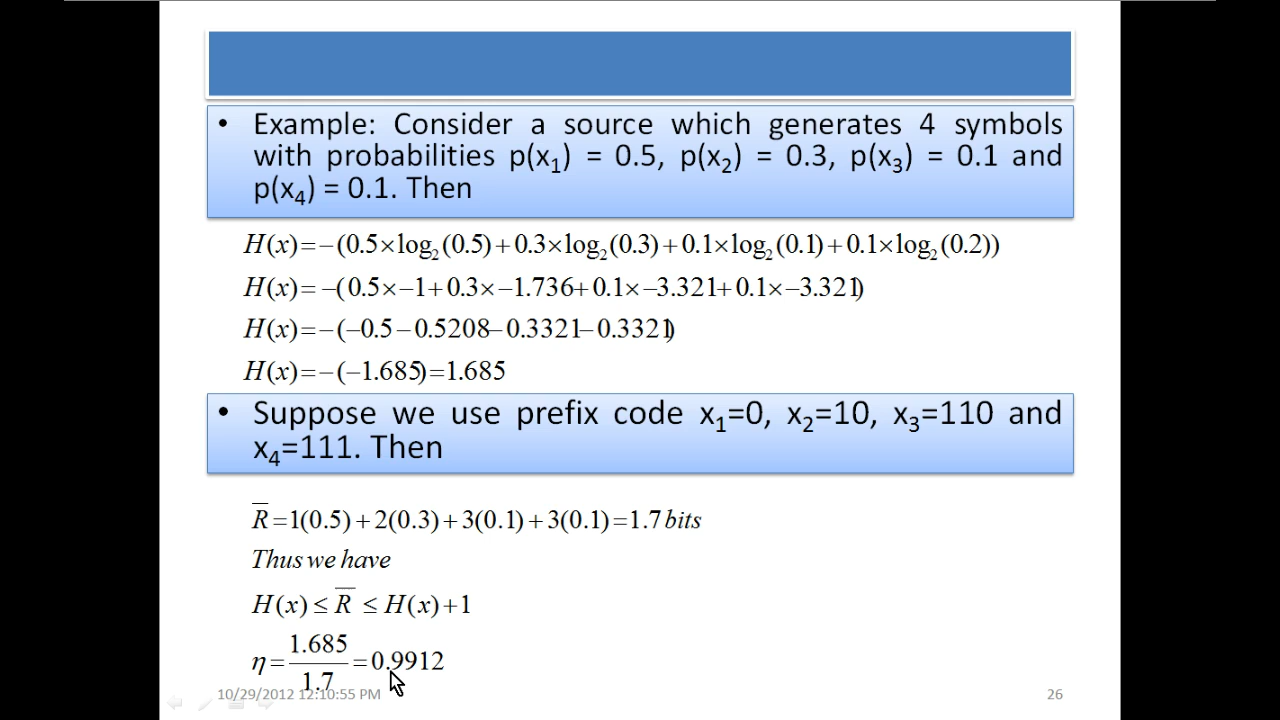 • Example: Consider a source which generates 4 symbols
with probabilities p(x₁) = 0.5, p(x₂) = 0.3, p(x₃) = 0.1 and
p(x₄) = 0.1. Then
H(x)=−(0.5×log₂(0.5)+0.3×log₂(0.3)+0.1×log₂(0.1)+0.1×log₂(0.2))
H(x)=−(0.5×−1+0.3×−1.736+0.1×−3.321+0.1×−3.321)
H(x)=−(−0.5−0.5208−0.3321−0.3321)
H(x)=−(−1.685)=1.685
• Suppose we use prefix code x₁=0, x₂=10, x₃=110 and
x₄=111. Then
R̅=1(0.5)+2(0.3)+3(0.1)+3(0.1)=1.7bits
Thus we have
H(x)≤R̅≤H(x)+1
η=1.685/1.7=0.9912
10/29/2012 12:10:55 PM 26